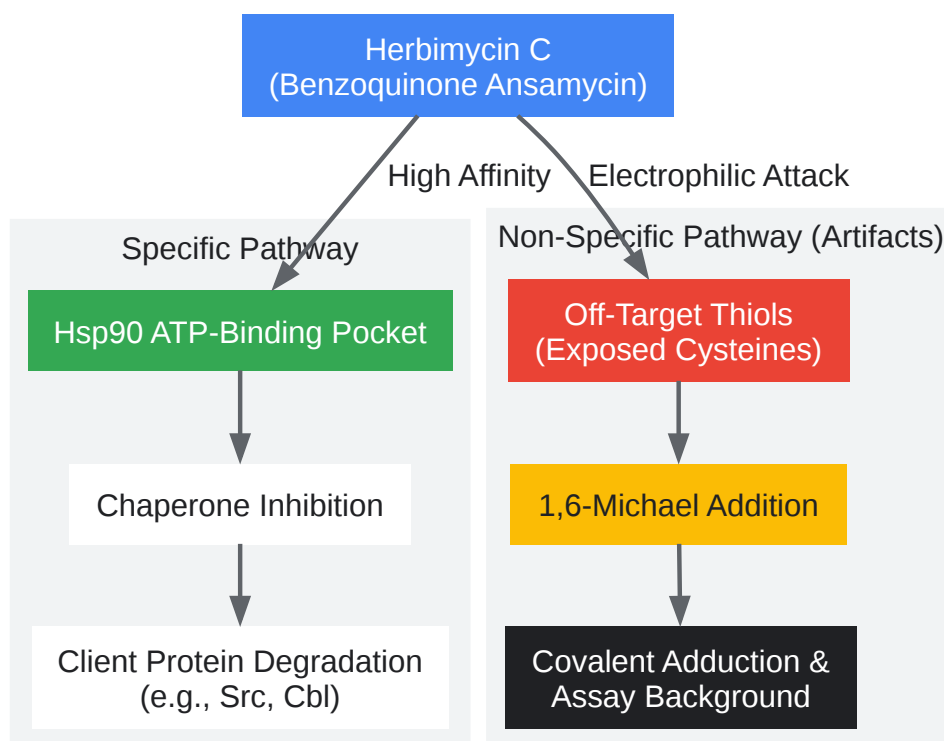 Herbimycin C
(Benzoquinone Ansamycin)
High Affinity
Electrophilic Attack
Specific Pathway
Non-Specific Pathway (Artifacts)
Hsp90 ATP-Binding Pocket
Off-Target Thiols
(Exposed Cysteines)
Chaperone Inhibition
1,6-Michael Addition
Client Protein Degradation
(e.g., Src, Cbl)
Covalent Adduction &
Assay Background